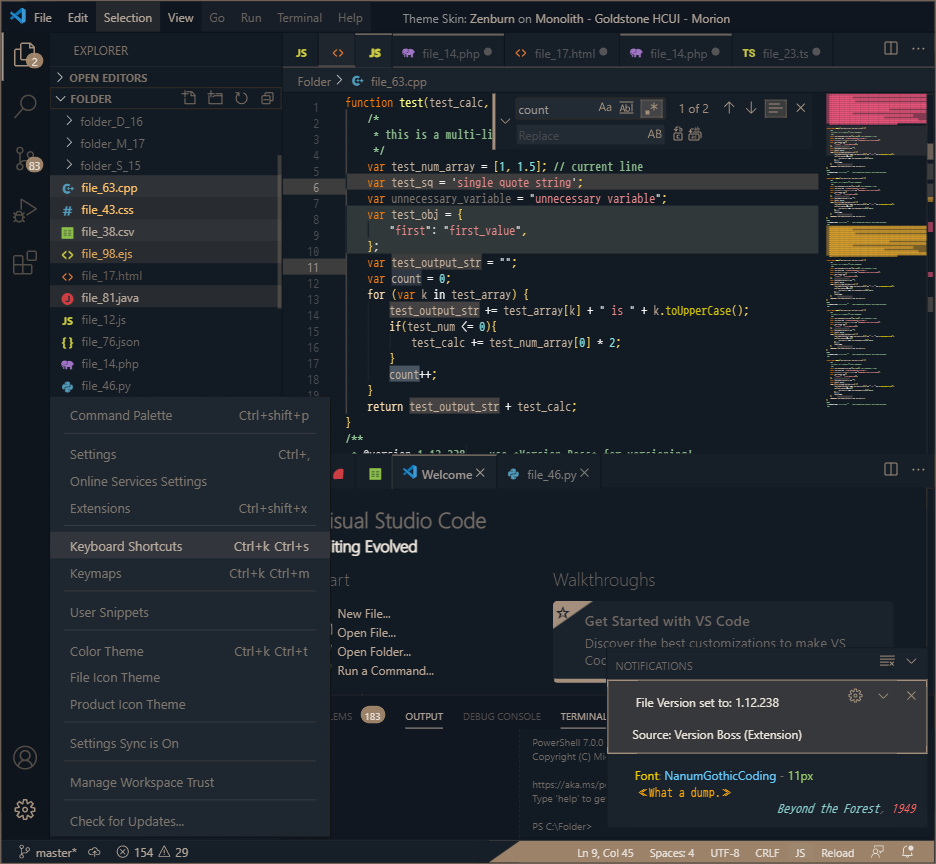 File Edit Selection View Go Run Terminal Help Theme Skin: Zenburn on Monolith - Goldstone HCUI - Morion
2
83
EXPLORER
OPEN EDITORS
FOLDER
folder_D_16
folder_M_17
folder_S_15
file_63.cpp
file_43.css
file_38.csv
file_98.ejs
file_17.html
file_81.java
JS file_12.js
file_76.json
file_14.php
file_46.py
JS JS file_14.php file_17.html file_14.php TS file_23.ts
Folder > file_63.cpp
count Aa Abl .* 1 of 2
Replace AB
1 function test(test_calc,
2 /*
3 * this is a multi-li
4 */
5 var test_num_array = [1, 1.5]; // current line
6 var test_sq = 'single quote string';
7 var unnecessary_variable = "unnecessary variable";
8 var test_obj = {
9 "first": "first_value",
10 };
11 var test_output_str = "";
12 var count = 0;
13 for (var k in test_array) {
14 test_output_str += test_array[k] + " is " + k.toUpperCase();
15 if(test_num <= 0){
16 test_calc += test_num_array[0] * 2;
17 }
18 count++;
}
return test_output_str + test_calc;
}
/**
Command Palette Ctrl+shift+p
Settings Ctrl+,
Online Services Settings
Extensions Ctrl+shift+x
Keyboard Shortcuts Ctrl+k Ctrl+s
Keymaps Ctrl+k Ctrl+m
User Snippets
Color Theme Ctrl+k Ctrl+t
File Icon Theme
Product Icon Theme
Settings Sync is On
Manage Workspace Trust
Check for Updates...
Welcome file_46.py
isual Studio Code
iting Evolved
art
New File...
Open File...
Open Folder...
Run a Command...
Walkthroughs
Get Started with VS Code
Discover the best customizations to make VS
Coc
LEMS 183 OUTPUT DEBUG CONSOLE TERMINAL
PowerShell 7.0.0
Copyright (C) Mi
https://aka.ms/p
Type 'help' to ge
PS C:\Folder>
NOTIFICATIONS
File Version set to: 1.12.238
Source: Version Boss (Extension)
Font: NanumGothicCoding - 11px
≪What a dump.≫
Beyond the Forest, 1949
master* 154 29 Ln 9, Col 45 Spaces: 4 UTF-8 CRLF JS Reload